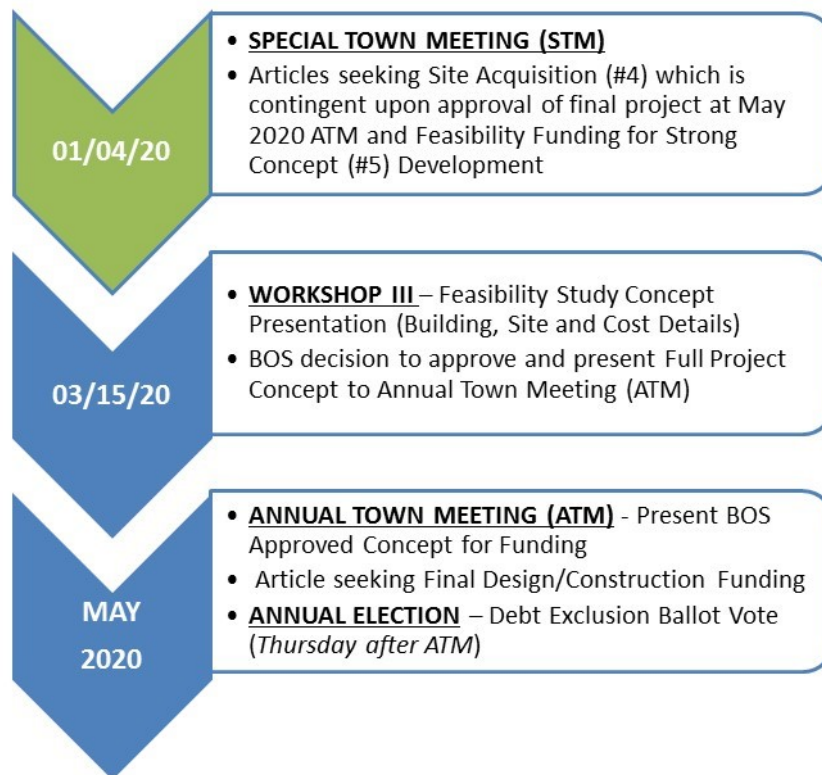 01/04/20
• SPECIAL TOWN MEETING (STM)
• Articles seeking Site Acquisition (#4) which is
contingent upon approval of final project at May
2020 ATM and Feasibility Funding for Strong
Concept (#5) Development
03/15/20
• WORKSHOP III – Feasibility Study Concept
Presentation (Building, Site and Cost Details)
• BOS decision to approve and present Full Project
Concept to Annual Town Meeting (ATM)
MAY
2020
• ANNUAL TOWN MEETING (ATM) - Present BOS
Approved Concept for Funding
• Article seeking Final Design/Construction Funding
• ANNUAL ELECTION – Debt Exclusion Ballot Vote
(Thursday after ATM)